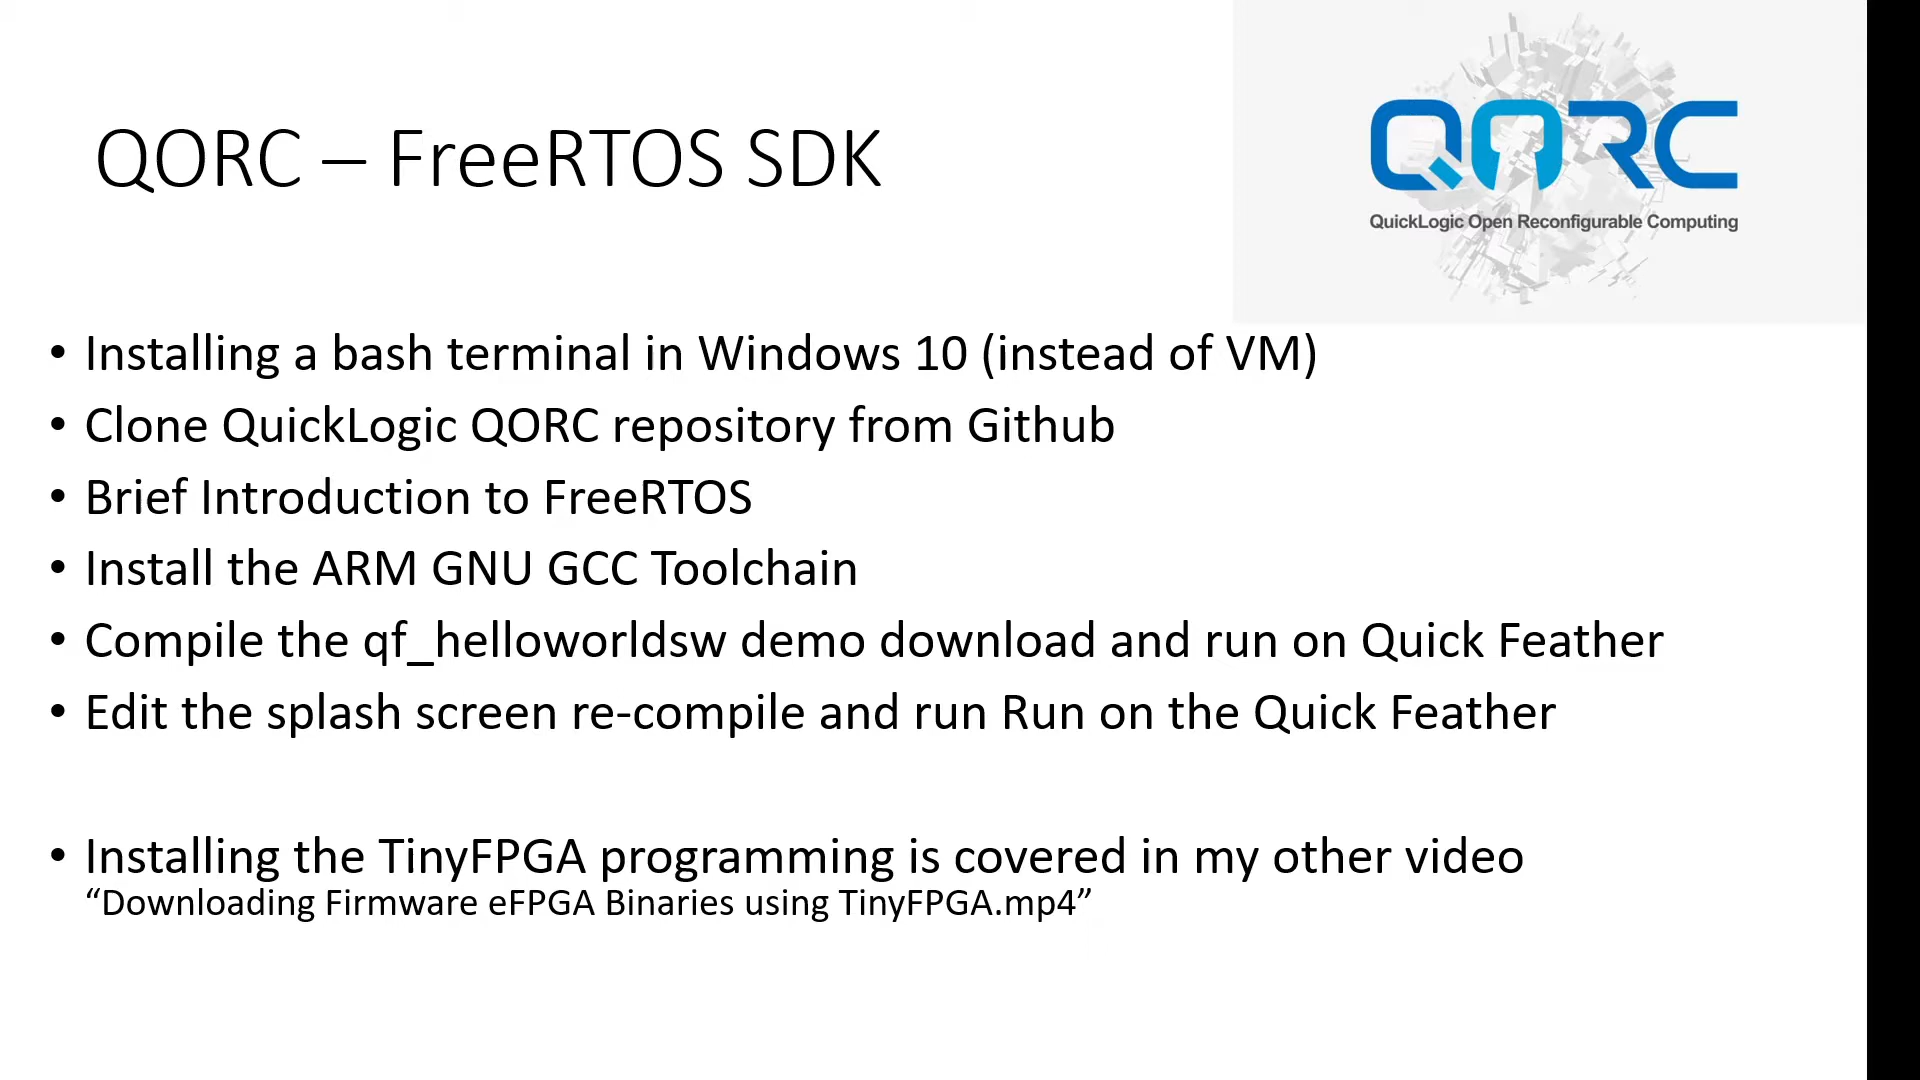 QORC
QuickLogic Open Reconfigurable Computing
QORC – FreeRTOS SDK
• Installing a bash terminal in Windows 10 (instead of VM)
• Clone QuickLogic QORC repository from Github
• Brief Introduction to FreeRTOS
• Install the ARM GNU GCC Toolchain
• Compile the qf_helloworldsw demo download and run on Quick Feather
• Edit the splash screen re-compile and run Run on the Quick Feather
• Installing the TinyFPGA programming is covered in my other video
“Downloading Firmware eFPGA Binaries using TinyFPGA.mp4”